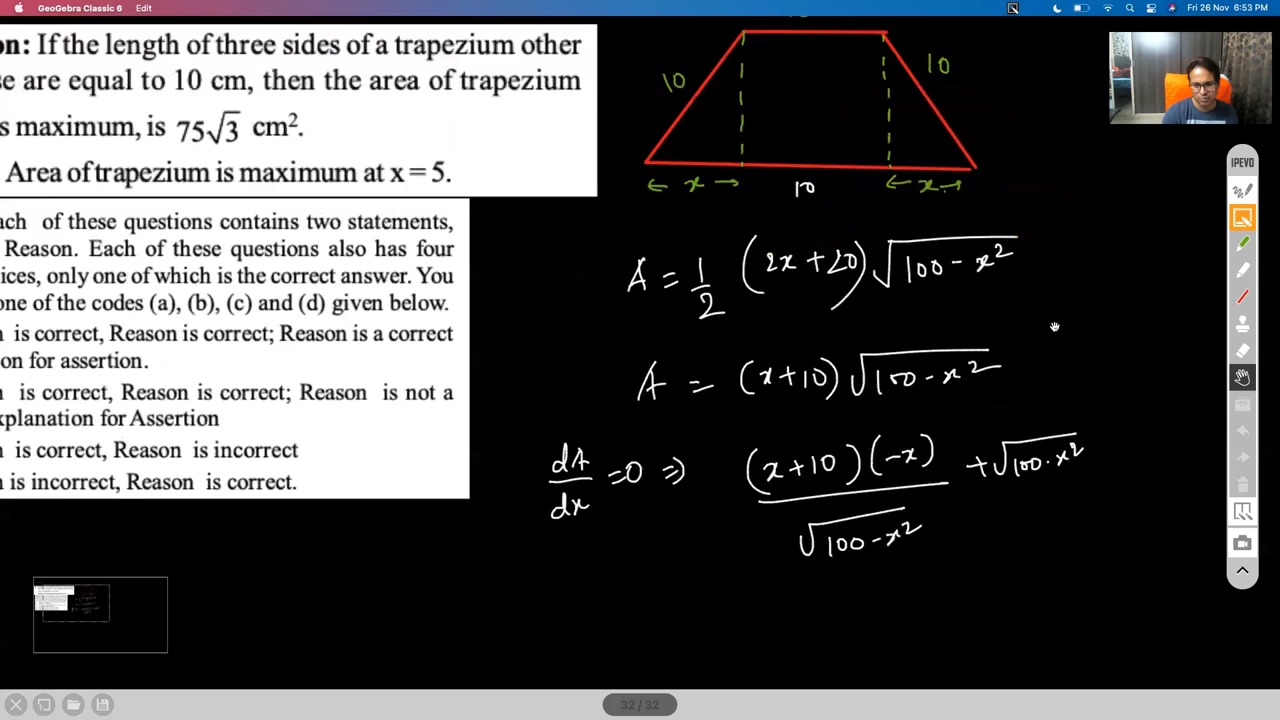 GeoGebra Classic 6 Edit
Fri 26 Nov 6:53 PM
on: If the length of three sides of a trapezium other
se are equal to 10 cm, then the area of trapezium
s maximum, is 75√3 cm².
Area of trapezium is maximum at x = 5.
ach of these questions contains two statements,
Reason. Each of these questions also has four
ices, only one of which is the correct answer. You
one of the codes (a), (b), (c) and (d) given below.
n is correct, Reason is correct; Reason is a correct
on for assertion.
n is correct, Reason is correct; Reason is not a
xplanation for Assertion
n is correct, Reason is incorrect
n is incorrect, Reason is correct.
10
10
← x →
10
← x →
A = 1/2 (2x + 20) √(100 - x²)
A = (x + 10) √(100 - x²)
dA/dx = 0 ⇒ (x + 10)(-x)/√(100 - x²) + √(100 - x²)
IPEVO
32 / 32